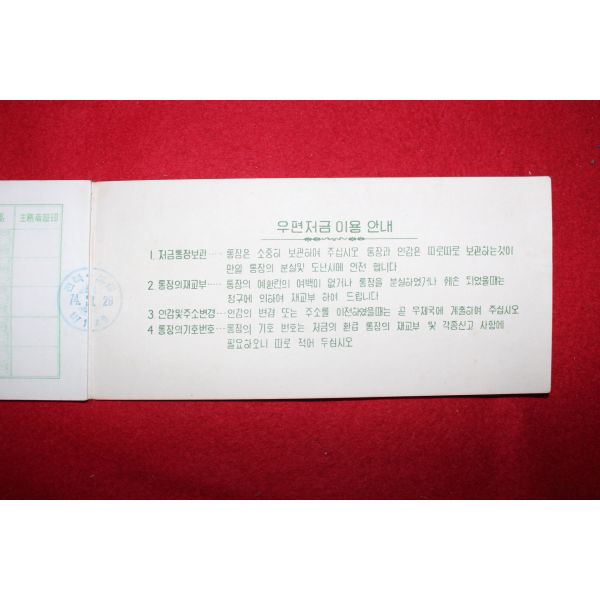 우편저금 이용 안내
1. 저금통정보관‥‥통장은 소중히 보관하여 주십시오 통장과 인감은 따로따로 보관하는것이
만일 통장의 분실및 도난시에 안전 합니다
2. 통장의재교부‥‥통장의 예환란의 여백이 없거나 통장을 분실하였거나 헤손 되었을때는
청구에 의하여 재교부 하여 드립니다
3 인감및주소변경‥‥인감의 변경 또는 주소를 이전하였을때는 곧 우체국에 계출하여 주십시오
4 통장의기호번호‥‥통장의 기호 번호는 저금의 환급 통장의 재교부 및 각종신고 사항에
필요하오니 따로 적어 두십시오